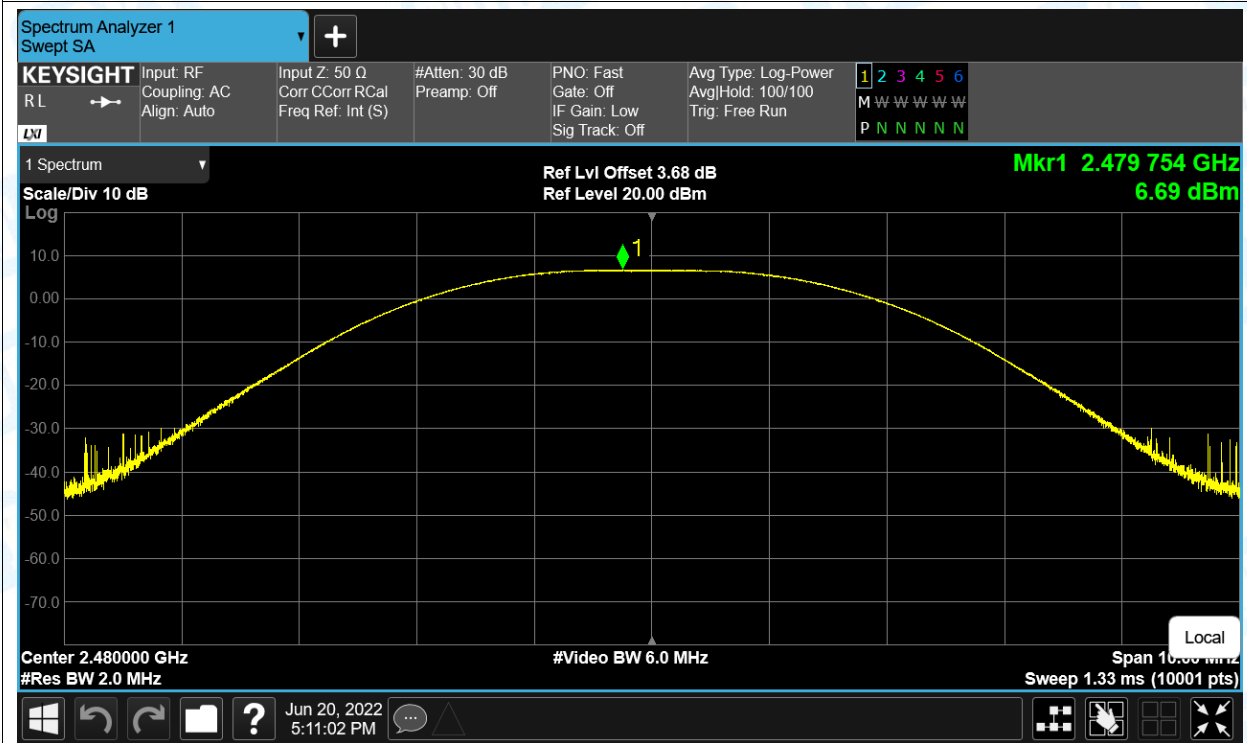 Spectrum Analyzer 1
Swept SA
KEYSIGHT
R L
LXI
Input: RF
Coupling: AC
Align: Auto
Input Z: 50 Ω
Corr CCorr RCal
Freq Ref: Int (S)
#Atten: 30 dB
Preamp: Off
PNO: Fast
Gate: Off
IF Gain: Low
Sig Track: Off
Avg Type: Log-Power
Avg|Hold: 100/100
Trig: Free Run
1 2 3 4 5 6
M W W W W W
P N N N N N
1 Spectrum
Scale/Div 10 dB
Log
Ref Lvl Offset 3.68 dB
Ref Level 20.00 dBm
Mkr1 2.479 754 GHz
6.69 dBm
1
10.0
0.00
-10.0
-20.0
-30.0
-40.0
-50.0
-60.0
-70.0
Local
Center 2.480000 GHz
#Video BW 6.0 MHz
Span 10.00 MHz
#Res BW 2.0 MHz
Sweep 1.33 ms (10001 pts)
?
Jun 20, 2022
5:11:02 PM